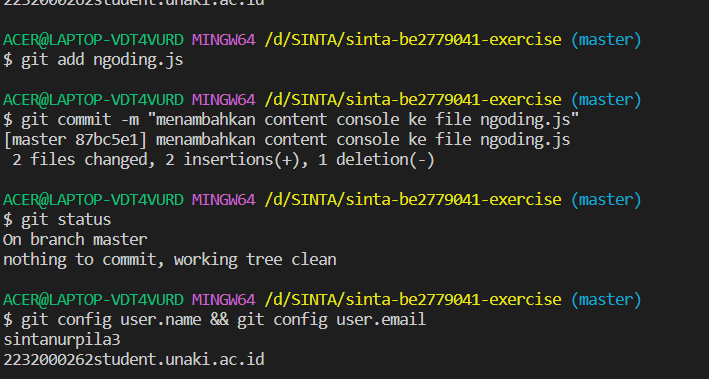 2232000262student.unaki.ac.id
ACER@LAPTOP-VDT4VURD MINGW64 /d/SINTA/sinta-be2779041-exercise (master)
$ git add ngoding.js
ACER@LAPTOP-VDT4VURD MINGW64 /d/SINTA/sinta-be2779041-exercise (master)
$ git commit -m "menambahkan content console ke file ngoding.js"
[master 87bc5e1] menambahkan content console ke file ngoding.js
 2 files changed, 2 insertions(+), 1 deletion(-)
ACER@LAPTOP-VDT4VURD MINGW64 /d/SINTA/sinta-be2779041-exercise (master)
$ git status
On branch master
nothing to commit, working tree clean
ACER@LAPTOP-VDT4VURD MINGW64 /d/SINTA/sinta-be2779041-exercise (master)
$ git config user.name && git config user.email
sintanurpila3
2232000262student.unaki.ac.id